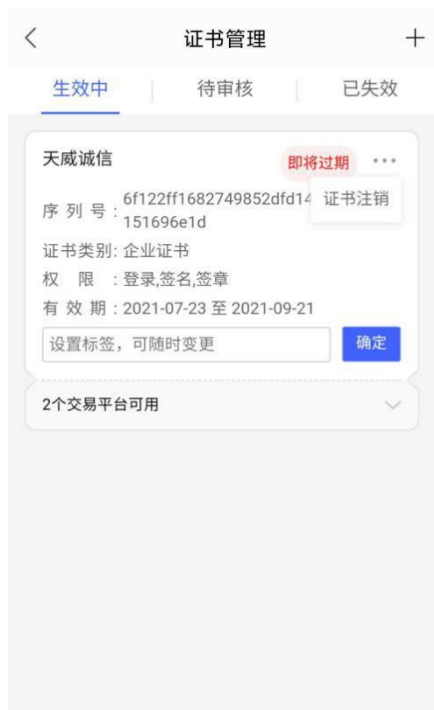 证书管理
生效中
待审核
已失效
天威诚信
即将过期
证书注销
序列号: 6f122ff1682749852dfd14
151696e1d
证书类别: 企业证书
权限: 登录,签名,签章
有效期: 2021-07-23 至 2021-09-21
设置标签，可随时变更
确定
2个交易平台可用